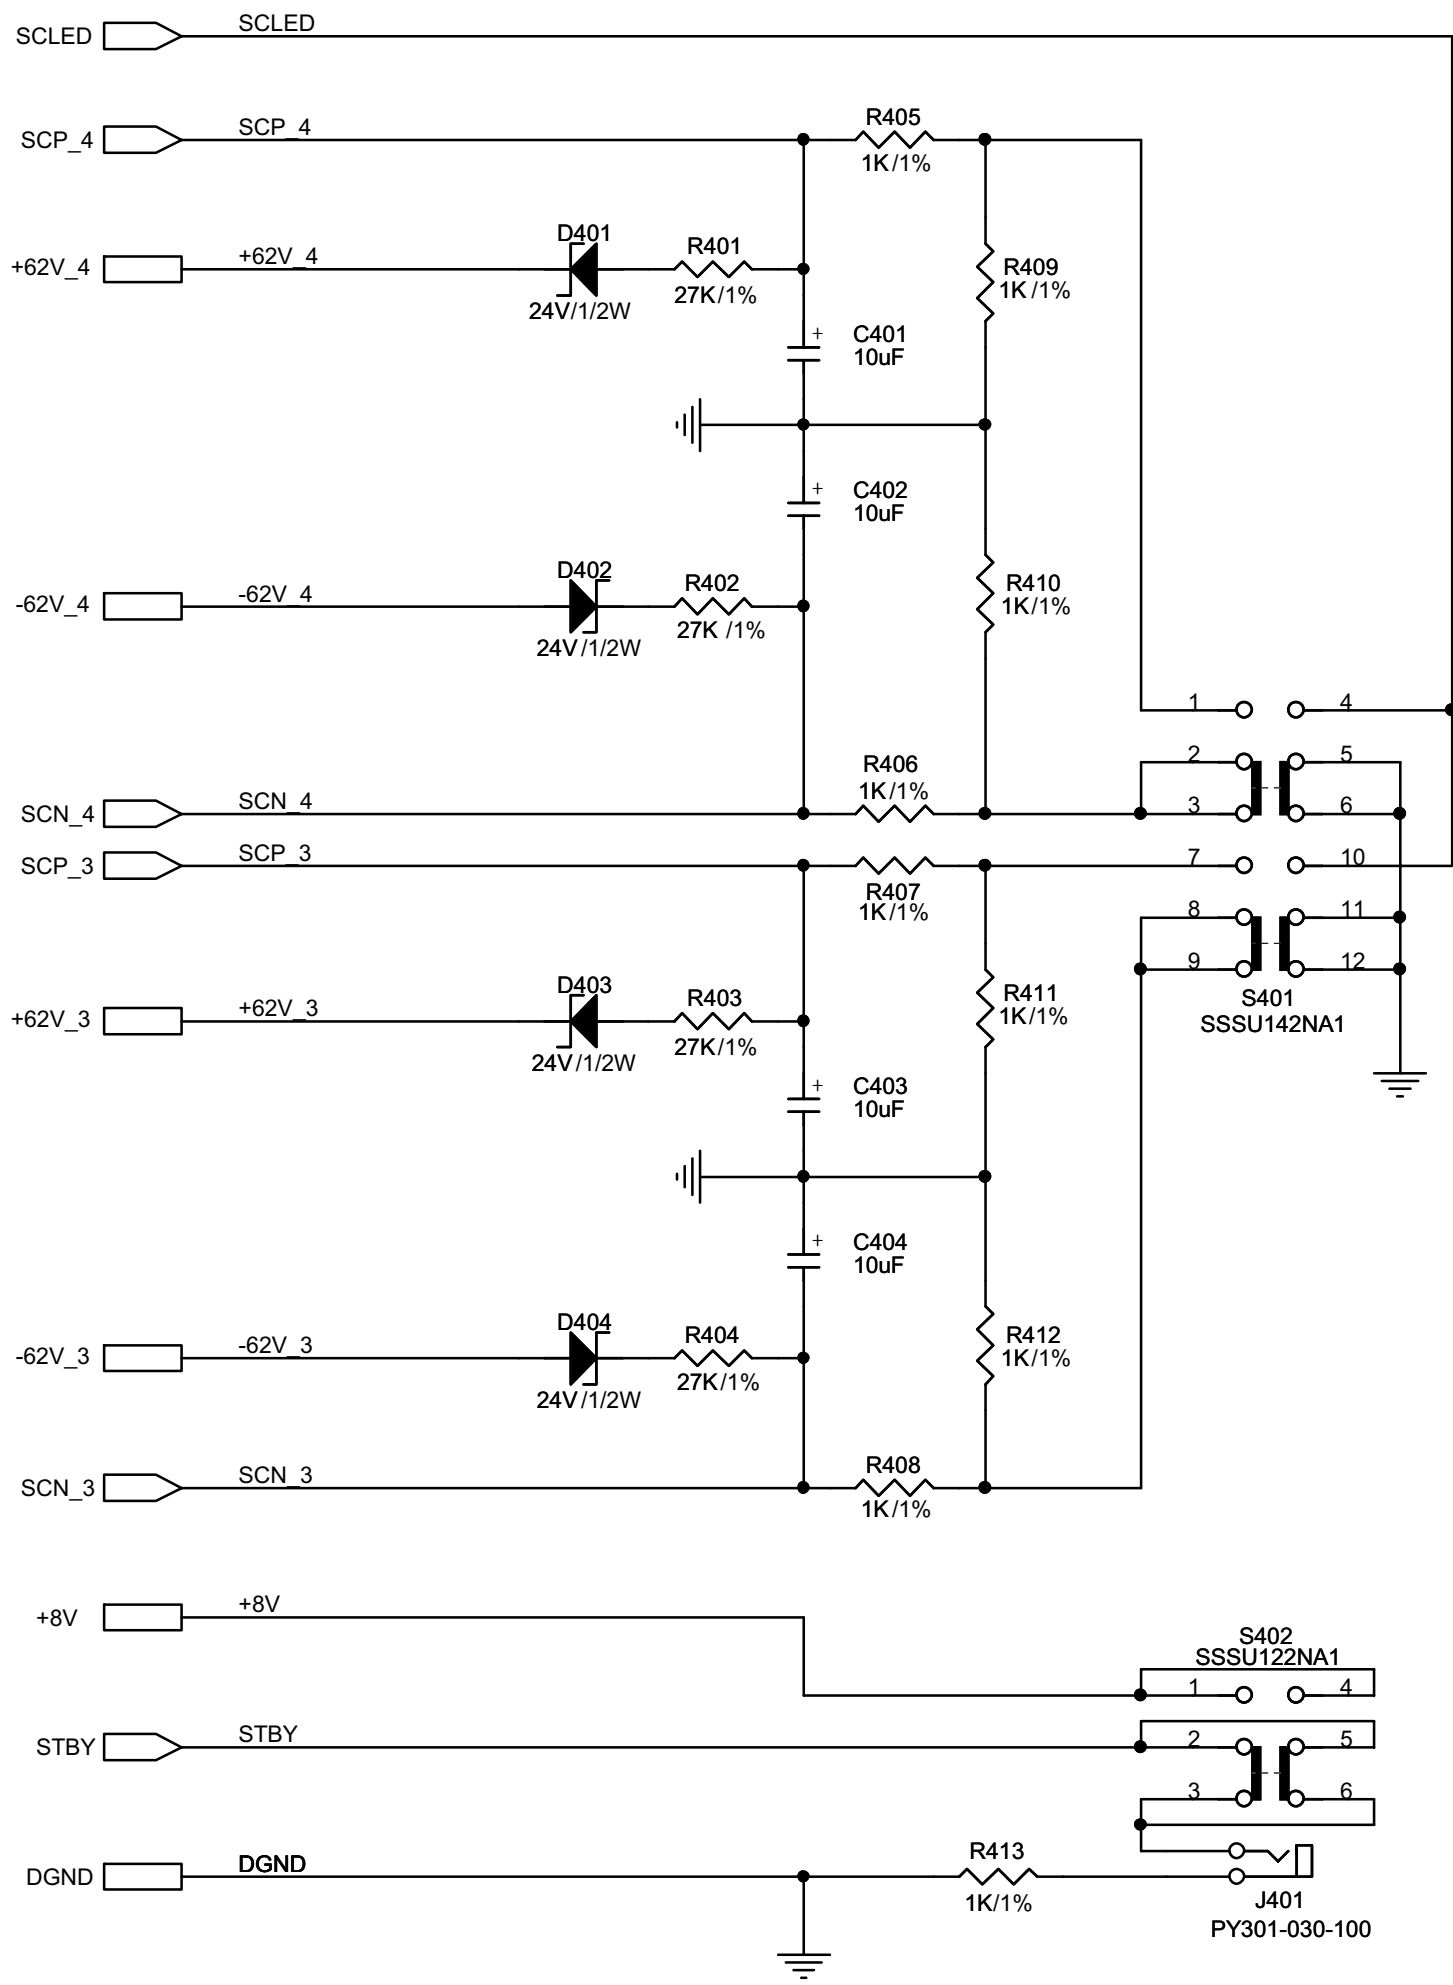 SCLED
SCLED
SCP_4
SCP_4
R405
1K/1%
+62V_4
+62V_4
D401
24V/1/2W
R401
27K/1%
R409
1K/1%
+
C401
10uF
+
C402
10uF
-62V_4
-62V_4
D402
24V/1/2W
R402
27K /1%
R410
1K/1%
1
4
2
5
SCN_4
SCN_4
R406
1K/1%
3
6
SCP_3
SCP_3
R407
1K/1%
7
10
8
11
9
12
S401
SSSU142NA1
+62V_3
+62V_3
D403
24V/1/2W
R403
27K/1%
R411
1K/1%
+
C403
10uF
+
C404
10uF
-62V_3
-62V_3
D404
24V/1/2W
R404
27K/1%
R412
1K/1%
SCN_3
SCN_3
R408
1K/1%
+8V
+8V
S402
SSSU122NA1
1
4
STBY
STBY
2
5
3
6
DGND
DGND
R413
1K/1%
J401
PY301-030-100